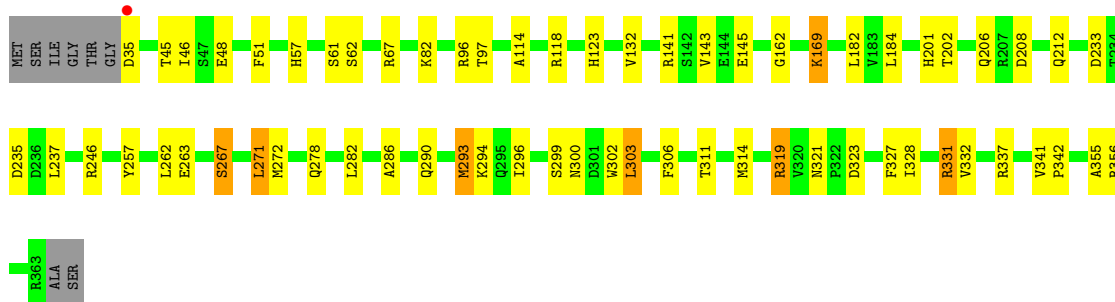 MET SER ILE GLY THR GLY D35 T45 I46 S47 E48 F51 H57 S61 S62 R67 K82 R96 T97 A114 R118 H123 V132 R141 S142 V143 E144 E145 G162 K169 L182 V183 L184 H201 T202 Q206 R207 D208 Q212 D233 T234
D235 D236 L237 R246 Y257 L262 E263 S267 L271 M272 Q278 L282 A286 Q290 M293 K294 Q295 I296 S299 N300 D301 W302 L303 F306 T311 M314 R319 V320 N321 P322 D323 F327 I328 R331 V332 R337 V341 P342 A355 R356
R363 ALA SER